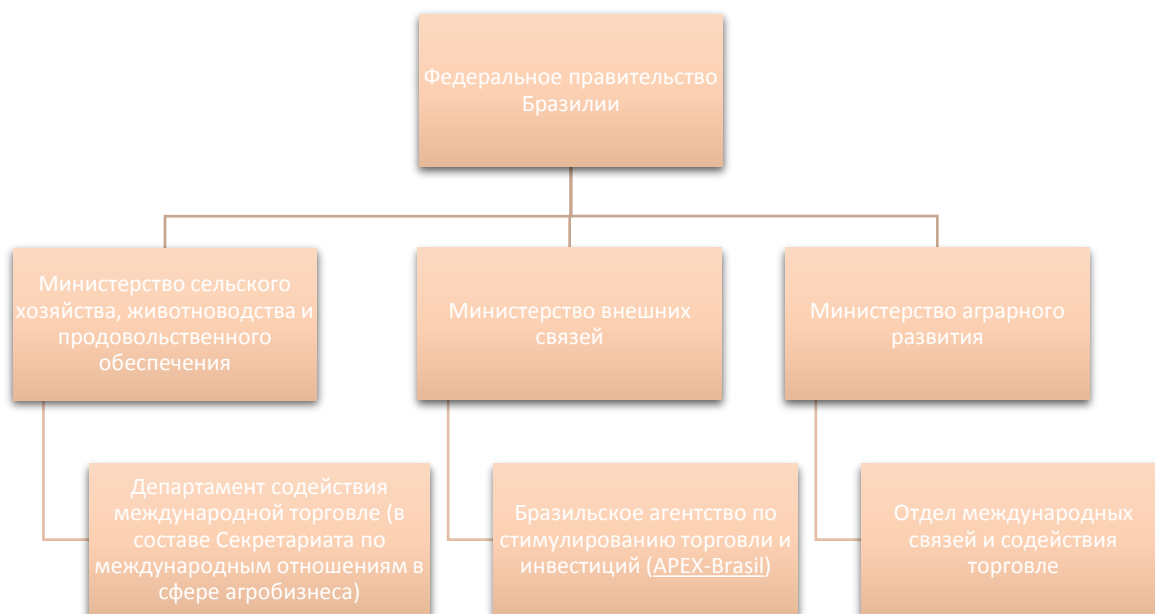 Федеральное правительство
Бразилии
Министерство сельского
хозяйства, животноводства и
продовольственного
обеспечения
Министерство внешних
связей
Министерство аграрного
развития
Департамент содействия
международной торговле (в
составе Секретариата по
международным отношениям в
сфере агробизнеса)
Бразильское агентство по
стимулированию торговли и
инвестиций (APEX-Brasil)
Отдел международных
связей и содействия
торговле